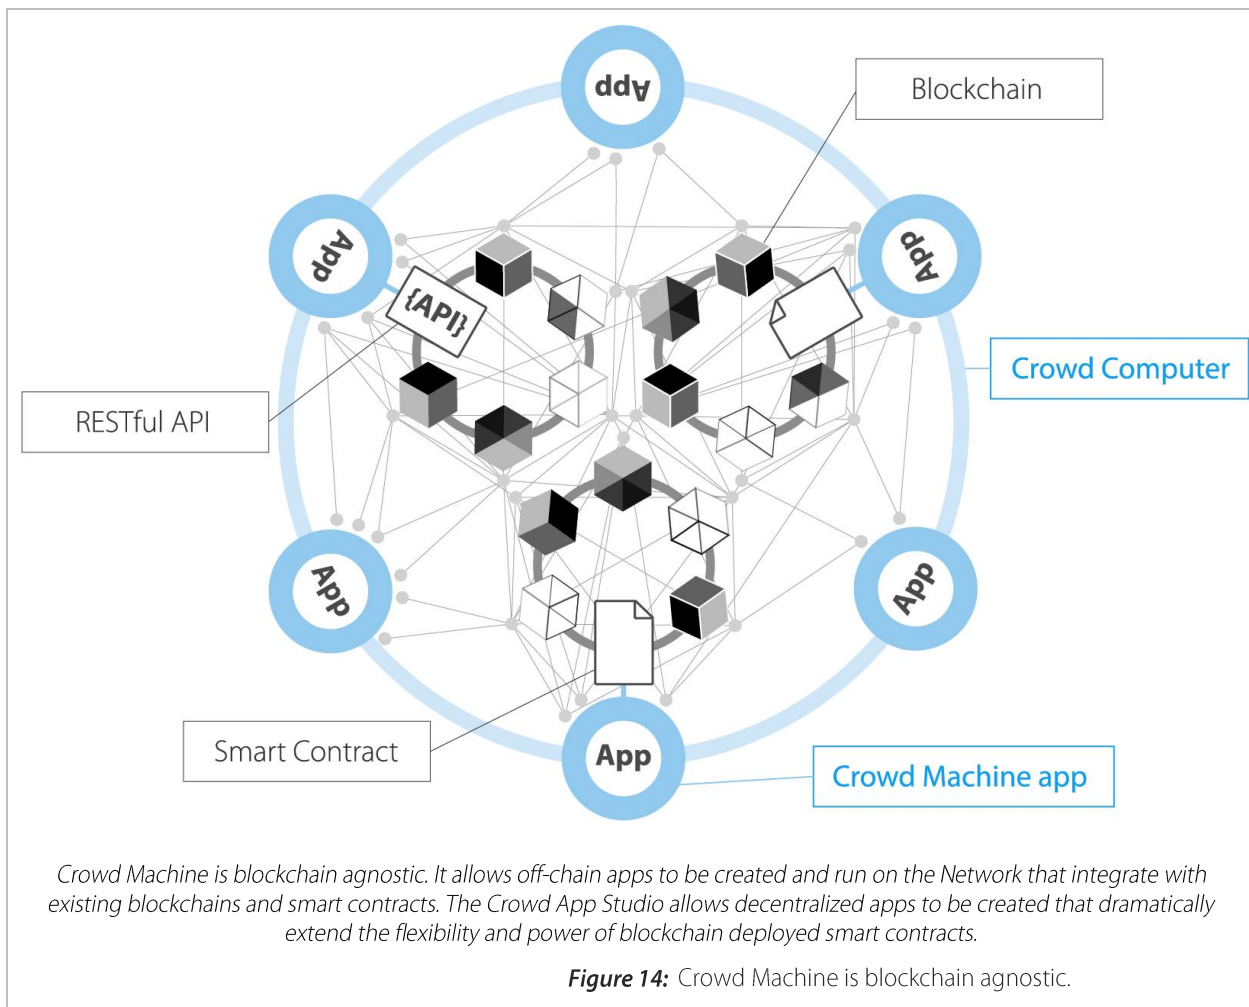 App
Blockchain
App
App
{API}
Crowd Computer
RESTful API
App
App
Smart Contract
App
Crowd Machine app
Crowd Machine is blockchain agnostic. It allows off-chain apps to be created and run on the Network that integrate with
existing blockchains and smart contracts. The Crowd App Studio allows decentralized apps to be created that dramatically
extend the flexibility and power of blockchain deployed smart contracts.
Figure 14: Crowd Machine is blockchain agnostic.